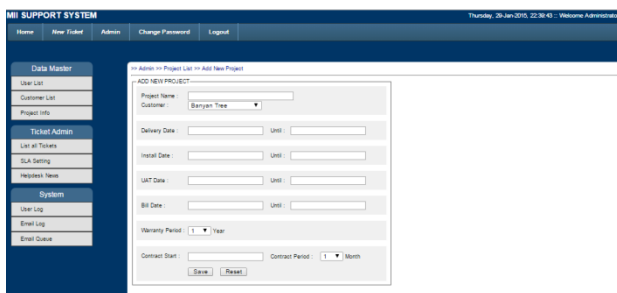 MII SUPPORT SYSTEM
Thursday, 29-Jan-2015, 22:39:43 :: Welcome Administrato
Home New Ticket Admin Change Password Logout
Data Master
User List
Customer List
Project Info
Ticket Admin
List all Tickets
SLA Setting
Helpdesk News
System
User Log
Email Log
Email Queue
>> Admin >> Project List >> Add New Project
ADD NEW PROJECT
Project Name :
Customer : Banyan Tree
Delivery Date : Until :
Install Date : Until :
UAT Date : Until :
Bill Date : Until :
Warranty Period : 1 Year
Contract Start : Contract Period : 1 Month
Save Reset